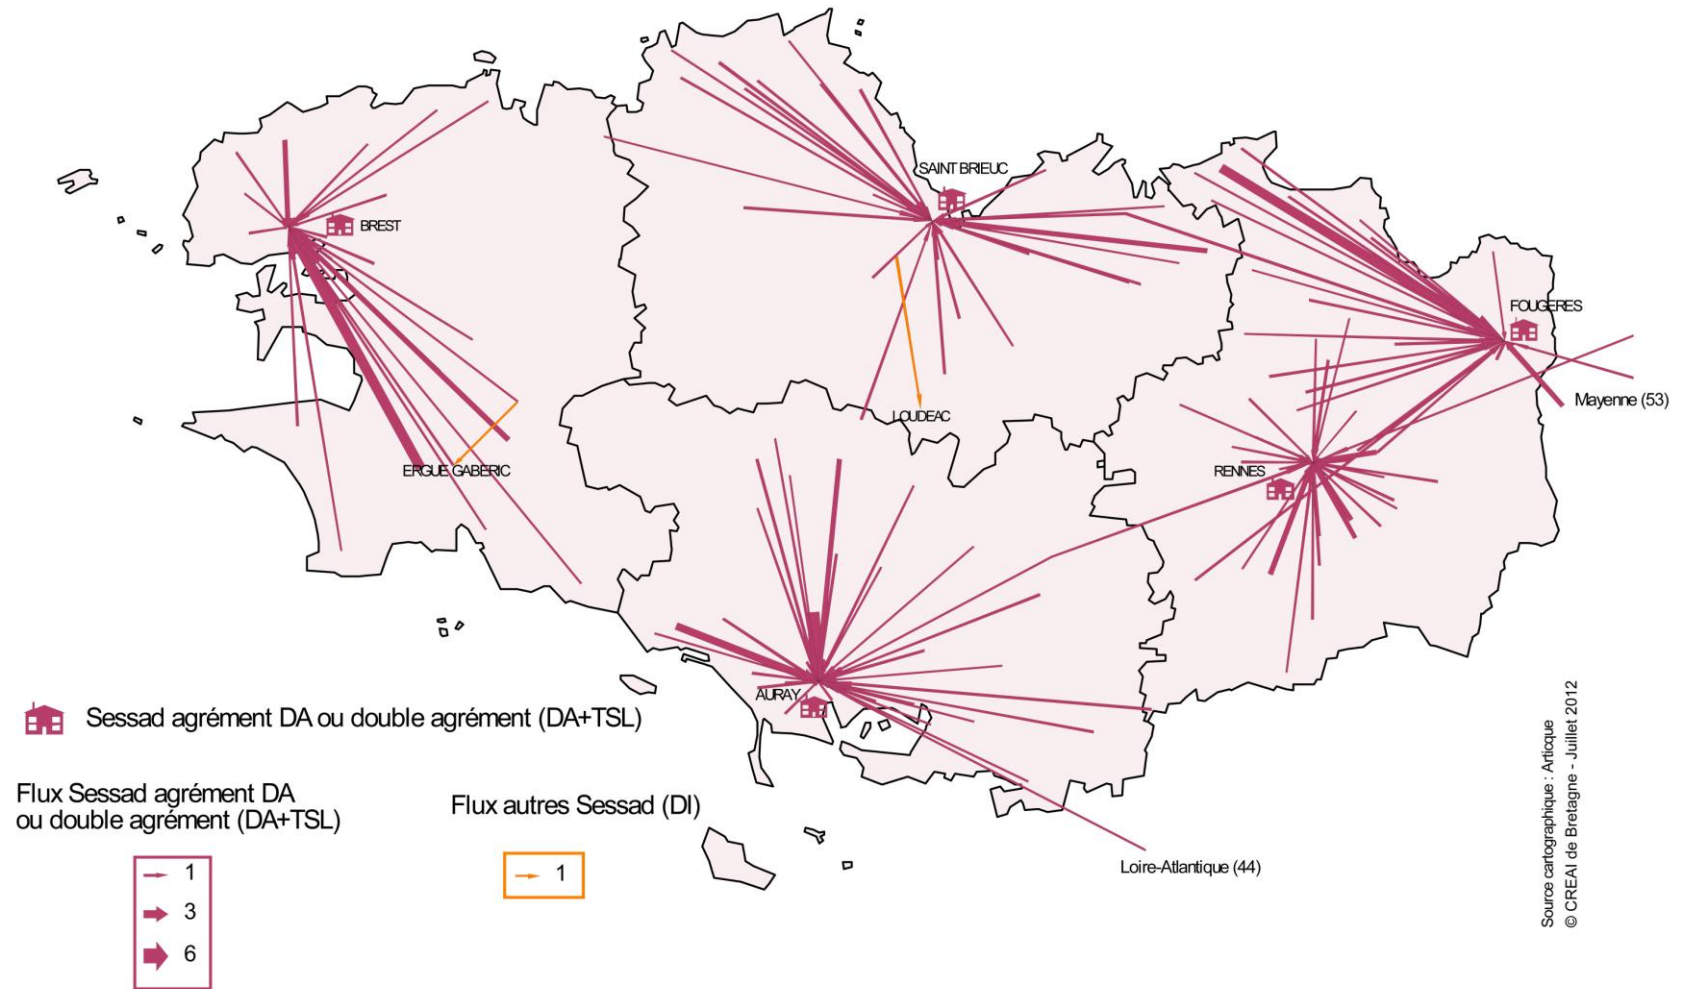 SAINT BRIEUC
BREST
FOUGERES
Mayenne (53)
LOUDEAC
ERGUE GABERIC
RENNES
AURAY
Loire-Atlantique (44)
Sessad agrément DA ou double agrément (DA+TSL)
Flux Sessad agrément DA
ou double agrément (DA+TSL)
1
3
6
Flux autres Sessad (DI)
1
Source cartographique : Articque
© CREAI de Bretagne - Juillet 2012